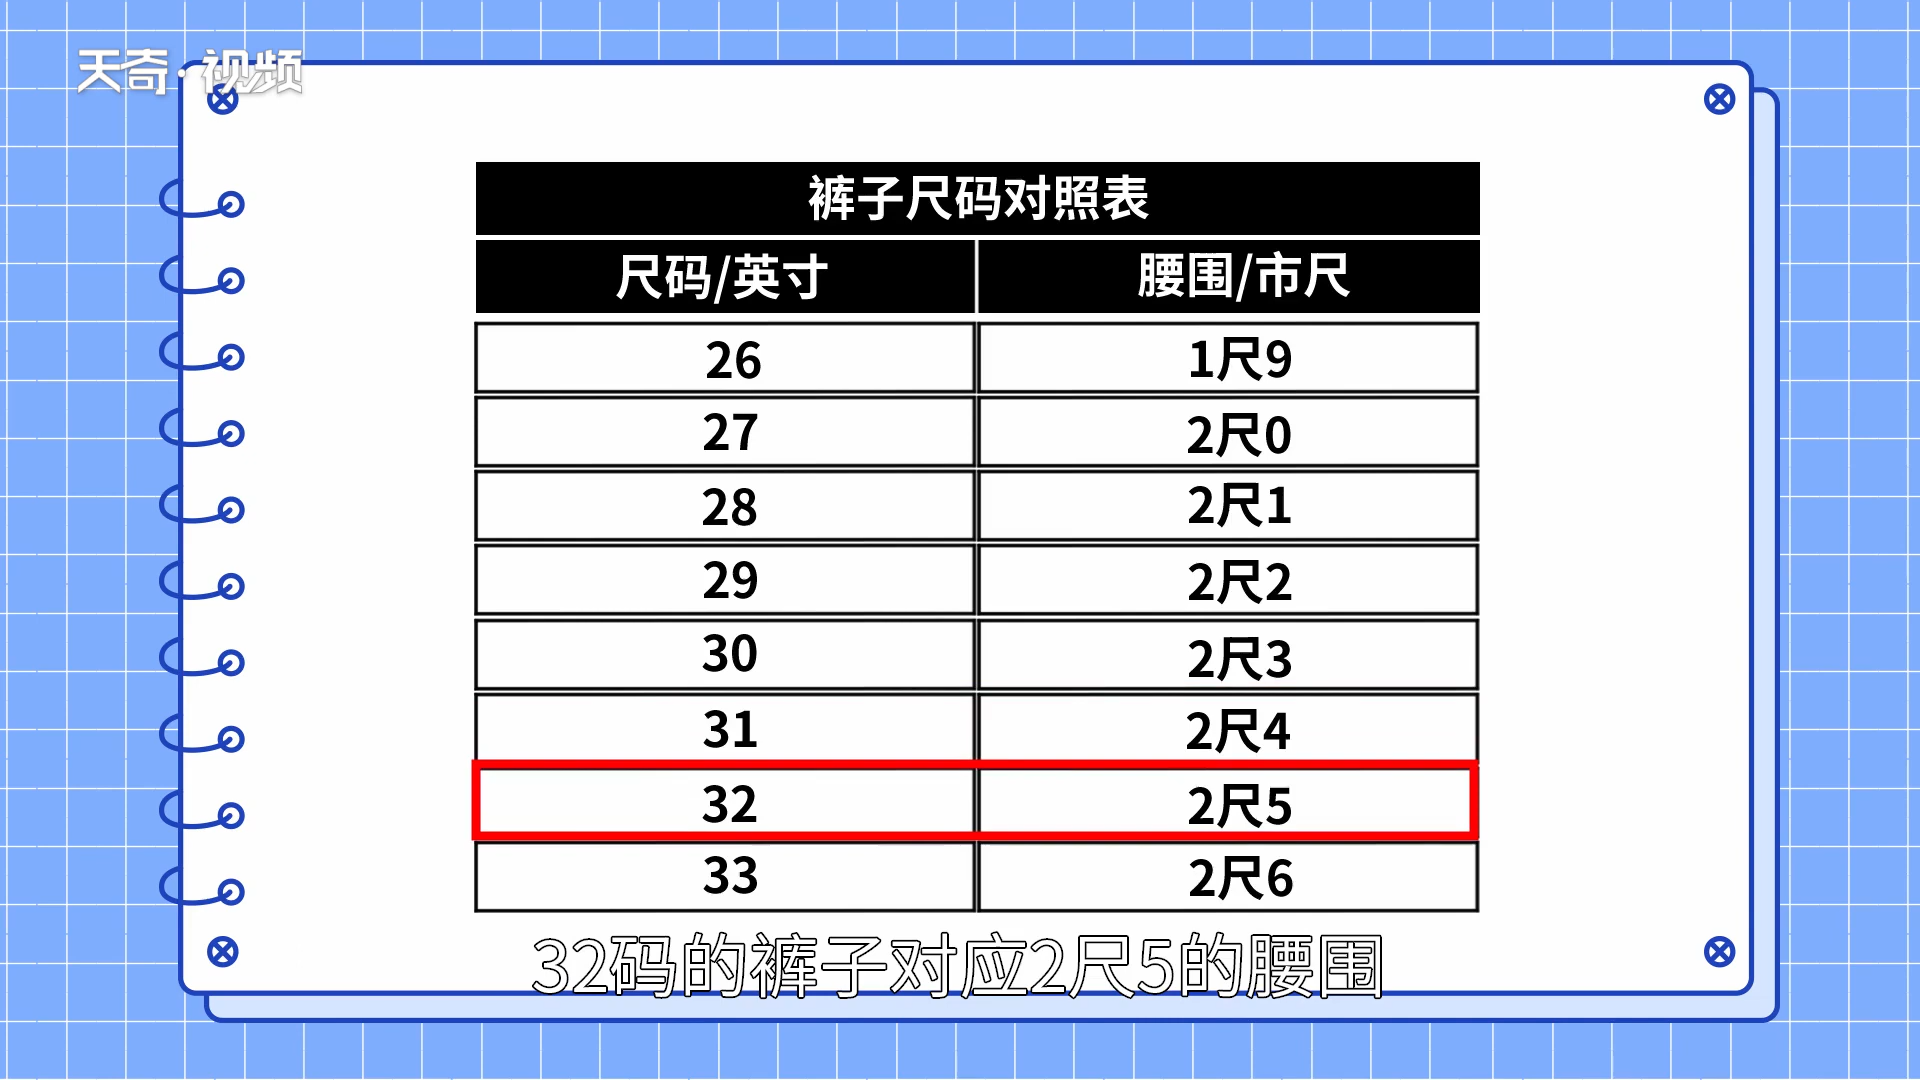 天奇·视频
裤子尺码对照表
尺码/英寸 腰围/市尺
26 1尺9
27 2尺0
28 2尺1
29 2尺2
30 2尺3
31 2尺4
32 2尺5
33 2尺6
32码的裤子对应2尺5的腰围